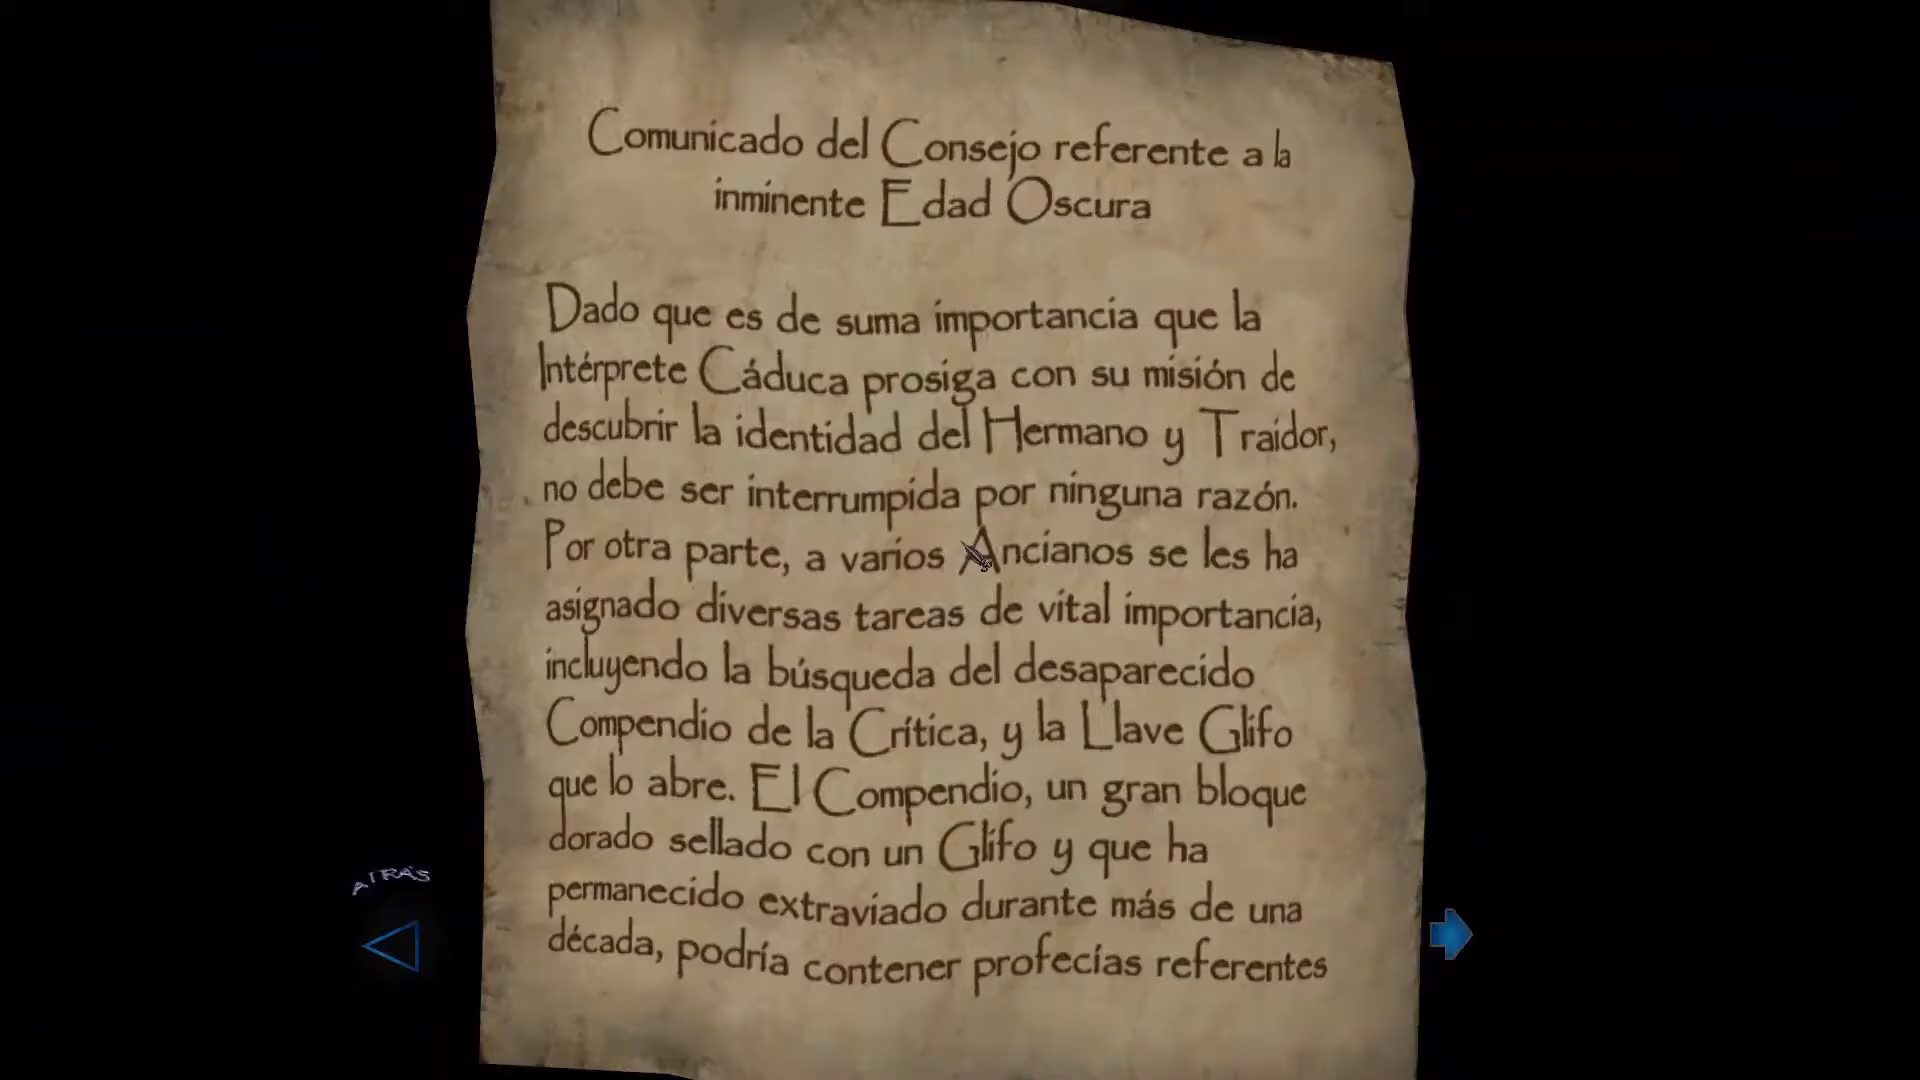 Comunicado del Consejo referente a la
inminente Edad Oscura
Dado que es de suma importancia que la
Intérprete Cáduca prosiga con su misión de
descubrir la identidad del Hermano y Traidor,
no debe ser interrumpida por ninguna razón.
Por otra parte, a varios Ancianos se les ha
asignado diversas tareas de vital importancia,
incluyendo la búsqueda del desaparecido
Compendio de la Crítica, y la Llave Glifo
que lo abre. El Compendio, un gran bloque
dorado sellado con un Glifo y que ha
permanecido extraviado durante más de una
década, podría contener profecías referentes
ATRÁS